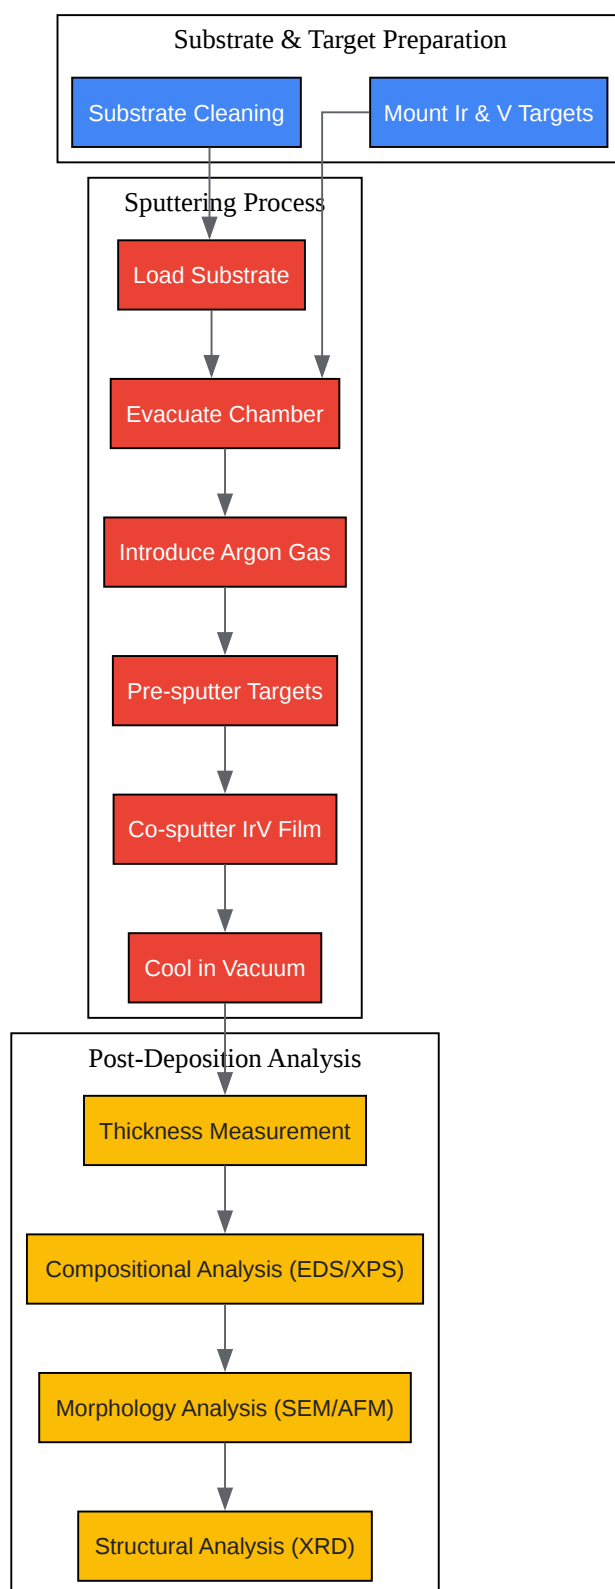 Substrate & Target Preparation
Substrate Cleaning
Mount Ir & V Targets
Sputtering Process
Load Substrate
Evacuate Chamber
Introduce Argon Gas
Pre-sputter Targets
Co-sputter IrV Film
Cool in Vacuum
Post-Deposition Analysis
Thickness Measurement
Compositional Analysis (EDS/XPS)
Morphology Analysis (SEM/AFM)
Structural Analysis (XRD)